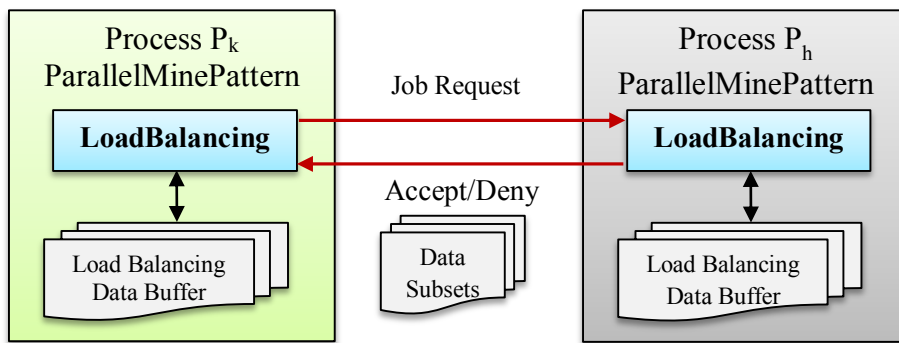 Process Pk
ParallelMinePattern
LoadBalancing
Load Balancing
Data Buffer
Job Request
Accept/Deny
Data
Subsets
Process Ph
ParallelMinePattern
LoadBalancing
Load Balancing
Data Buffer